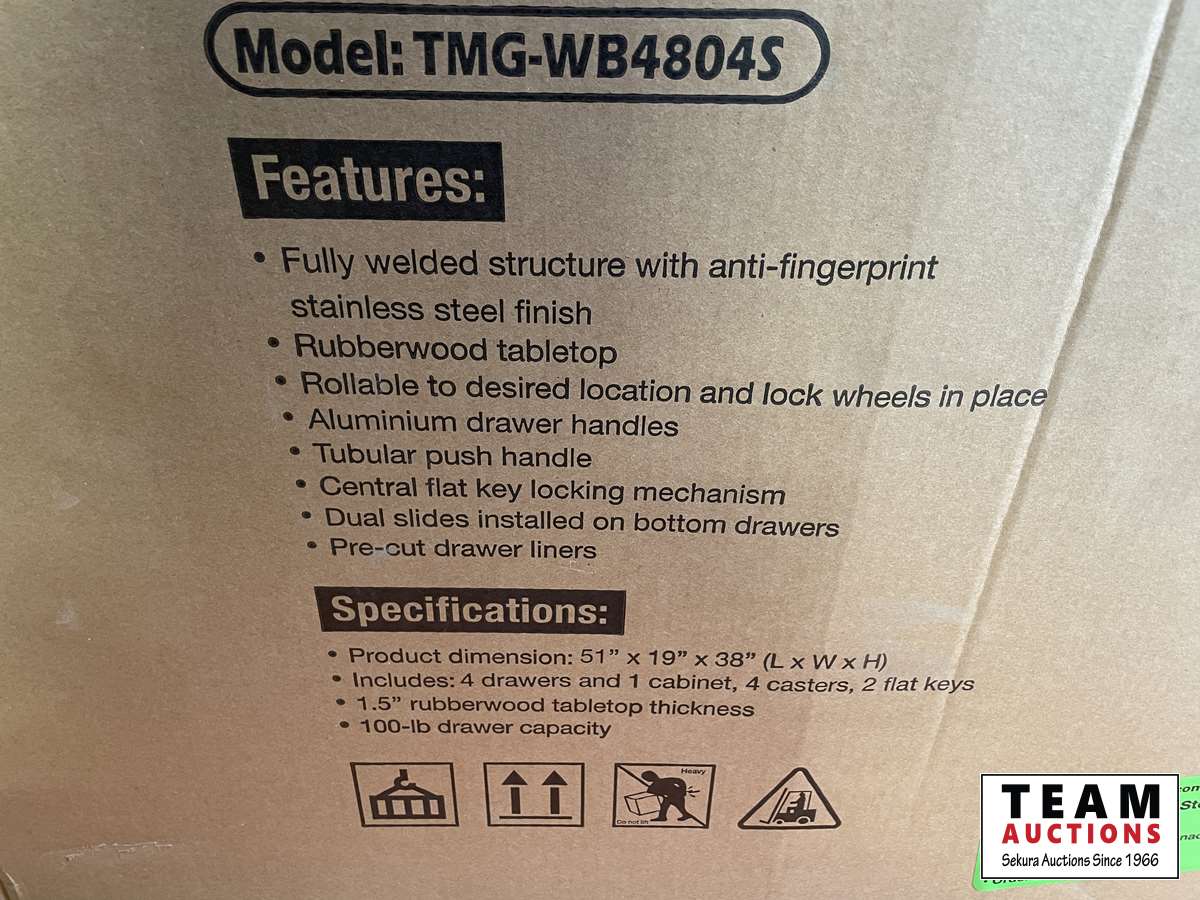 Model: TMG-WB4804S
Features:
• Fully welded structure with anti-fingerprint
stainless steel finish
• Rubberwood tabletop
• Rollable to desired location and lock wheels in place
• Aluminium drawer handles
• Tubular push handle
• Central flat key locking mechanism
• Dual slides installed on bottom drawers
• Pre-cut drawer liners
Specifications:
• Product dimension: 51” x 19” x 38” (L x W x H)
• Includes: 4 drawers and 1 cabinet, 4 casters, 2 flat keys
• 1.5” rubberwood tabletop thickness
• 100-lb drawer capacity
Heavy
Do not lift
TEAM
AUCTIONS
Sekura Auctions Since 1966